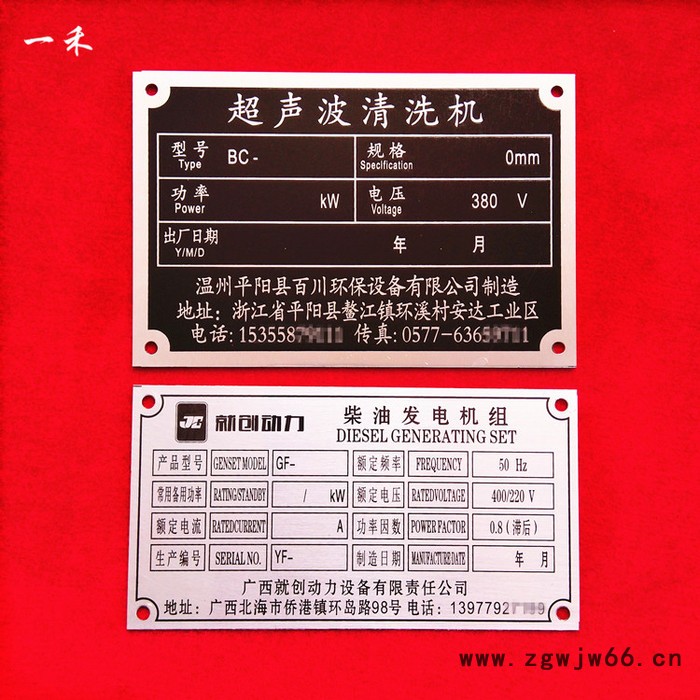 一禾
超声波清洗机
型号 Type BC- 规格 Specification 0mm
功率 Power kW 电压 Voltage 380 V
出厂日期 Y/M/D 年 月
温州平阳县百川环保设备有限公司制造
地址: 浙江省平阳县鳌江镇环溪村安达工业区
电话: 15355 传真: 0577-636
JC 就创动力 柴油发电机组
DIESEL GENERATING SET
产品型号 GENSET MODEL GF- 额定频率 FREQUENCY 50 Hz
常用备用功率 RATING/STANDBY / kW 额定电压 RATEDVOLTAGE 400/220 V
额定电流 RATEDCURRENT A 功率因数 POWER FACTOR 0.8 (滞后)
生产编号 SERIAL NO. YF- 制造日期 MANUFACTURE DATE 年 月
广西就创动力设备有限责任公司
地址: 广西北海市侨港镇环岛路98号 电话: 1397792
www.zgwjw66.cn